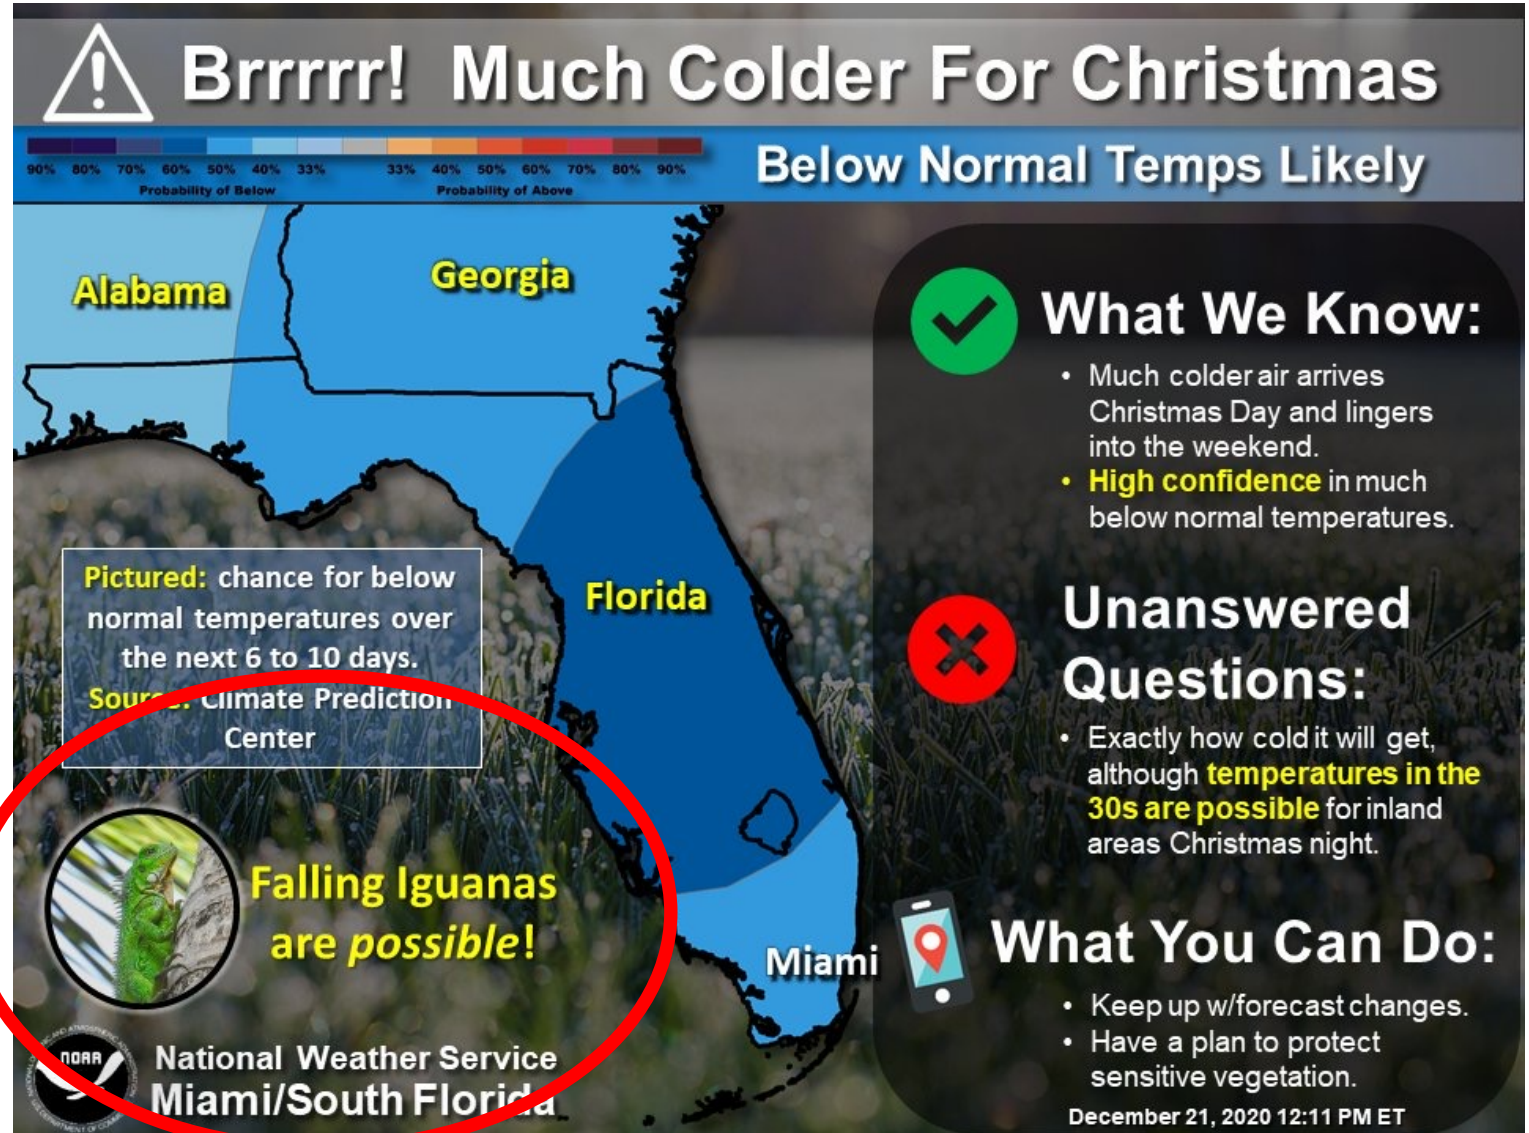 Brrrrr! Much Colder For Christmas
90% 80% 70% 60% 50% 40% 33% 33% 40% 50% 60% 70% 80% 90%
Probability of Below Probability of Above
Below Normal Temps Likely
Alabama
Georgia
Florida
Miami
Pictured: chance for below
normal temperatures over
the next 6 to 10 days.
Source: Climate Prediction
Center
Falling Iguanas
are possible!
NOAA
National Weather Service
Miami/South Florida
What We Know:
• Much colder air arrives
Christmas Day and lingers
into the weekend.
• High confidence in much
below normal temperatures.
Unanswered
Questions:
• Exactly how cold it will get,
although temperatures in the
30s are possible for inland
areas Christmas night.
What You Can Do:
• Keep up w/forecast changes.
• Have a plan to protect
sensitive vegetation.
December 21, 2020 12:11 PM ET